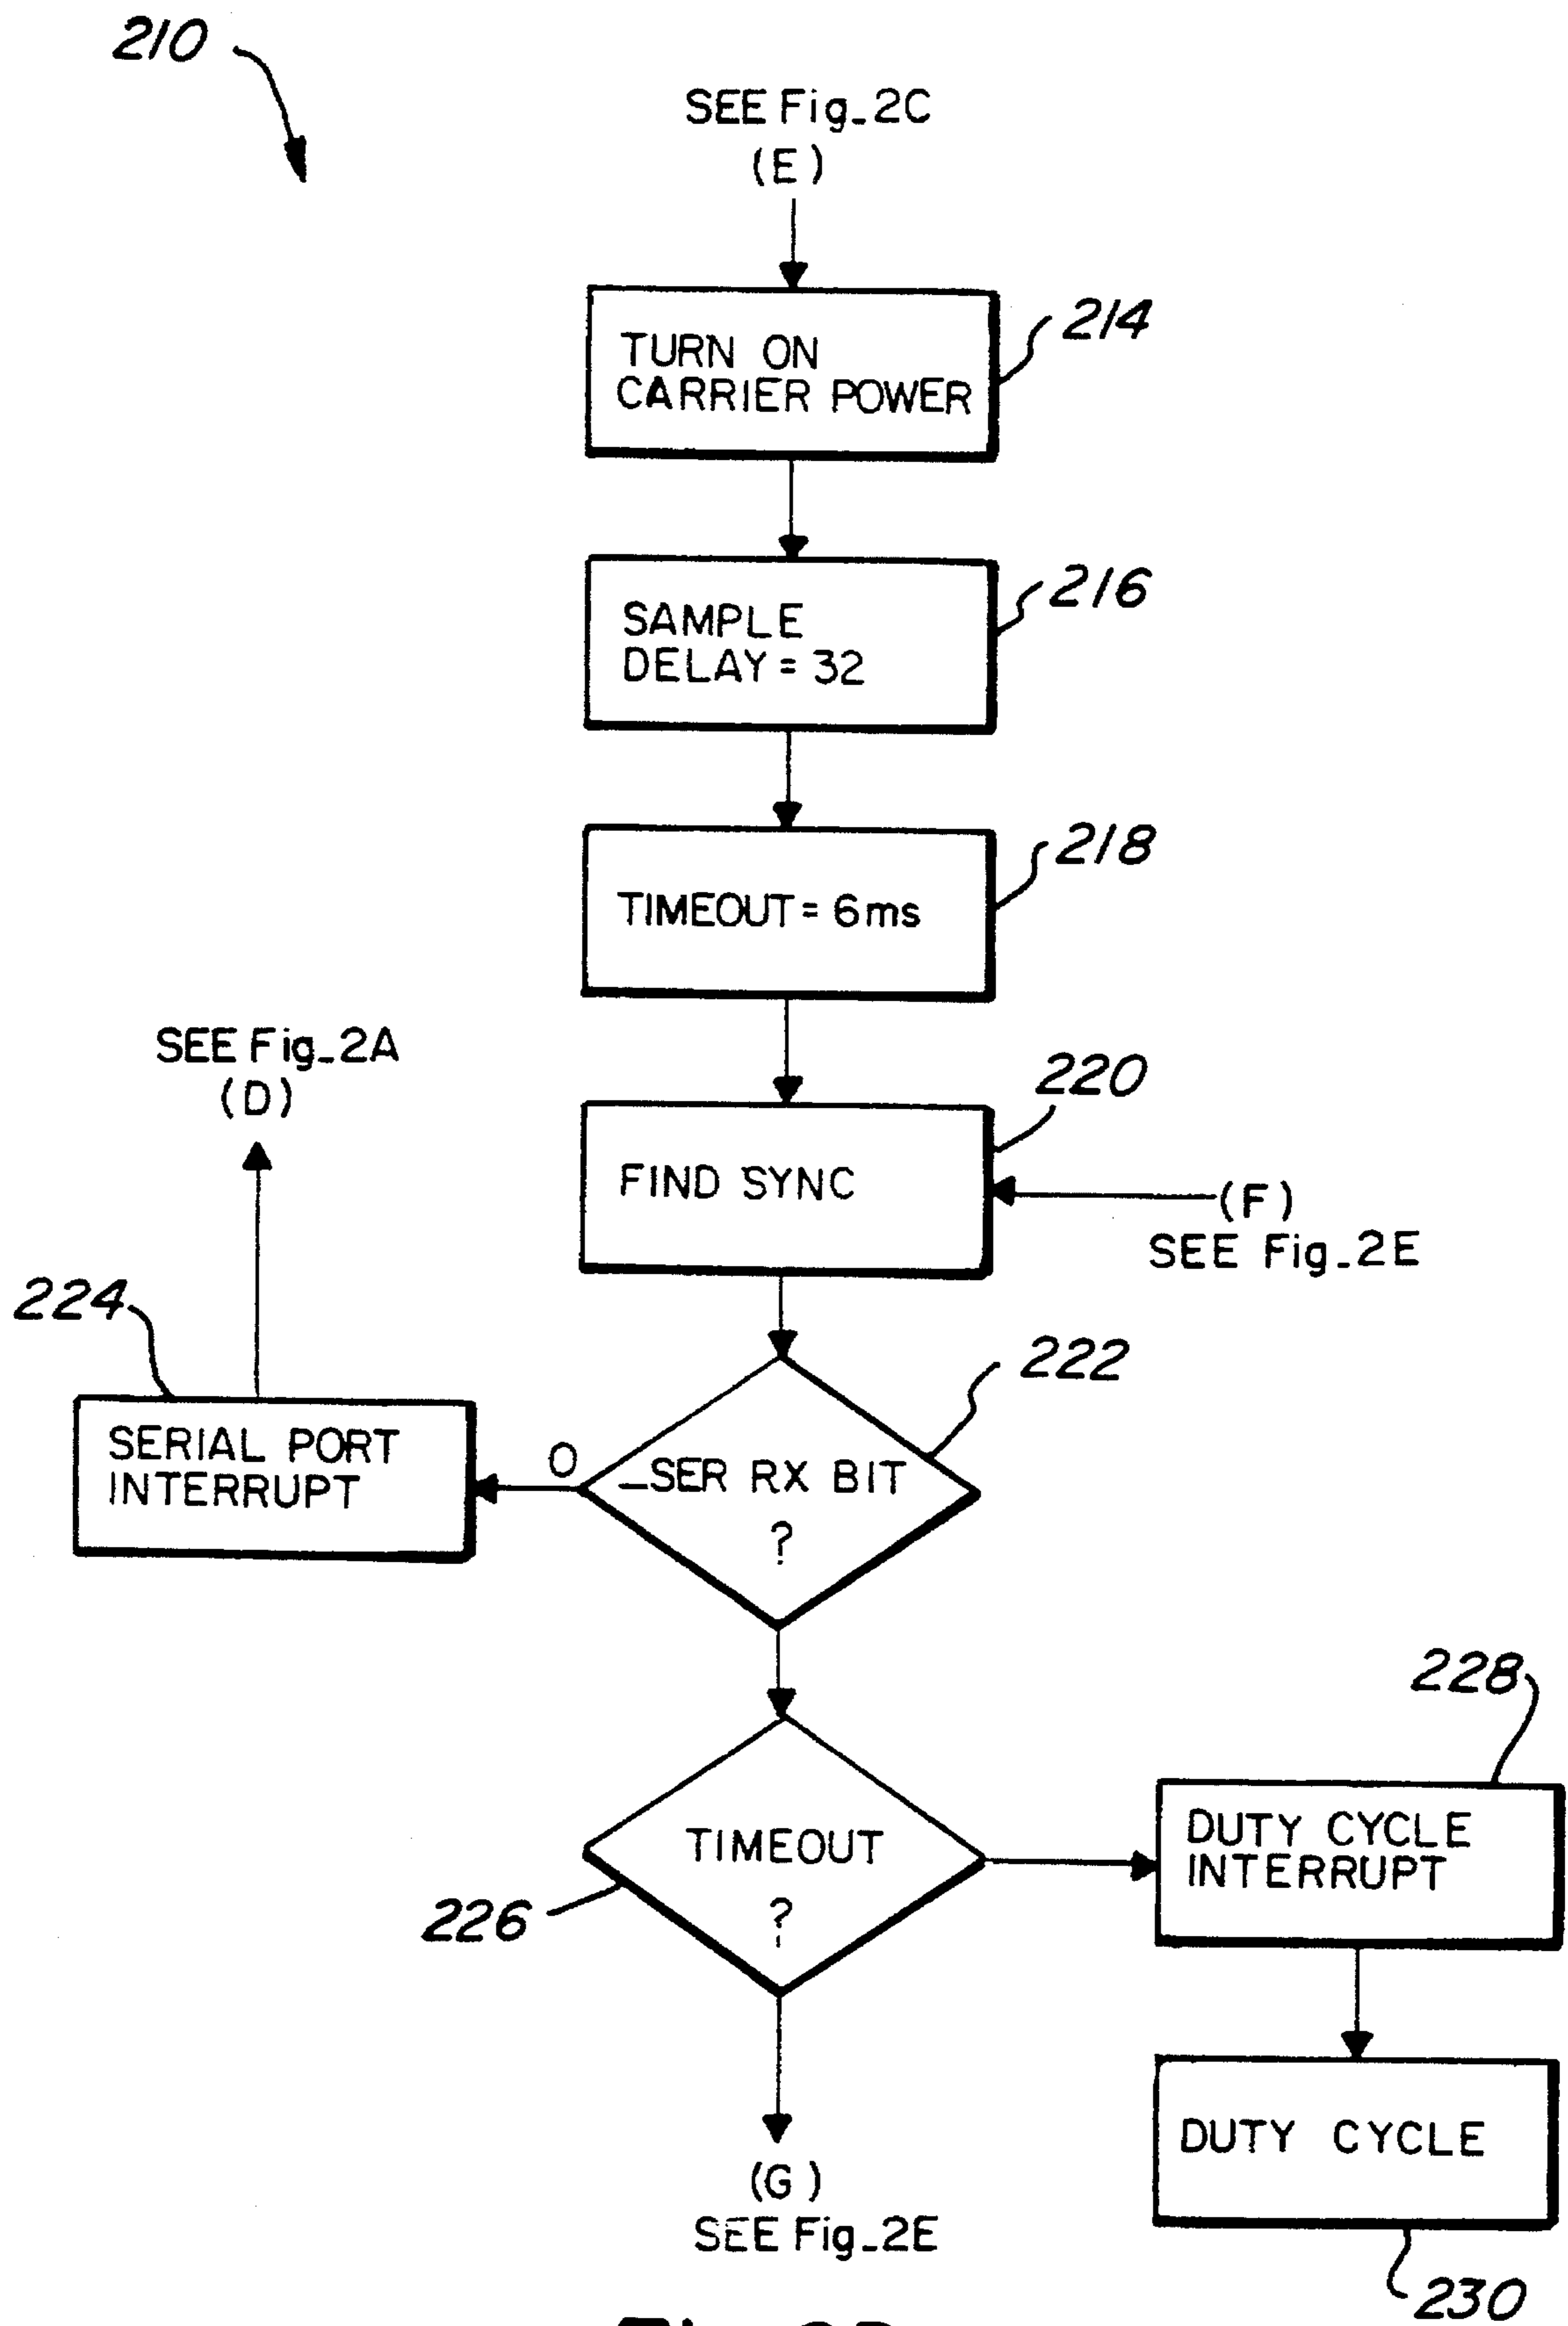 210
SEE Fig_2C
(E)
214
TURN ON
CARRIER POWER
216
SAMPLE
DELAY = 32
218
TIMEOUT = 6ms
SEE Fig_2A
(D)
220
FIND SYNC
(F)
SEE Fig_2E
224
SERIAL PORT
INTERRUPT
0
222
_SER RX BIT
?
228
TIMEOUT
?
226
DUTY CYCLE
INTERRUPT
(G)
SEE Fig_2E
DUTY CYCLE
230